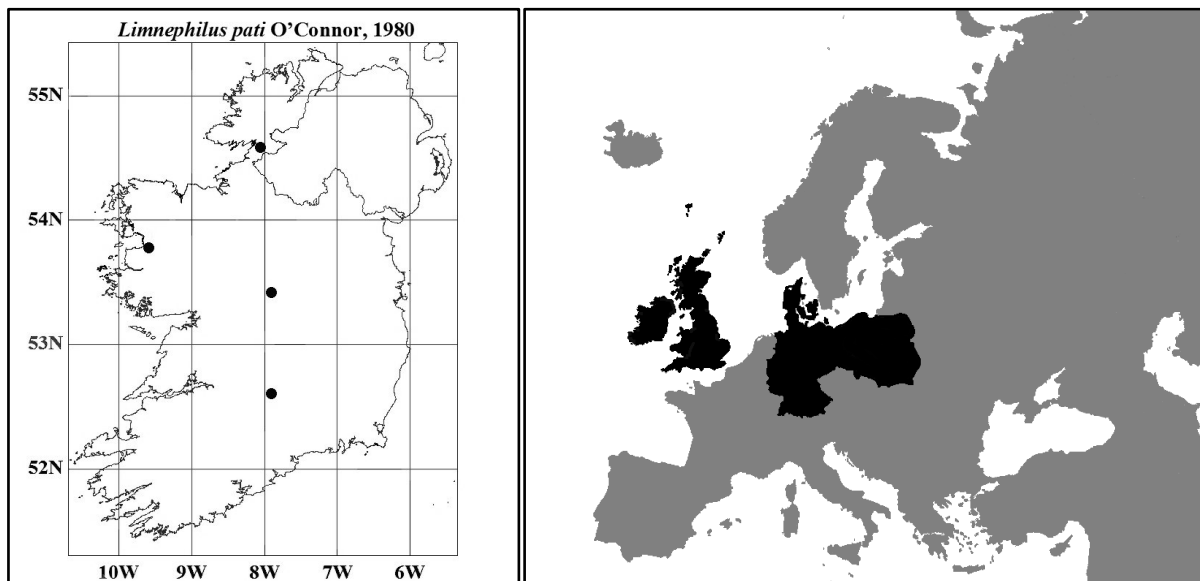 Limnephilus pati O’Connor, 1980
55N
54N
53N
52N
10W 9W 8W 7W 6W